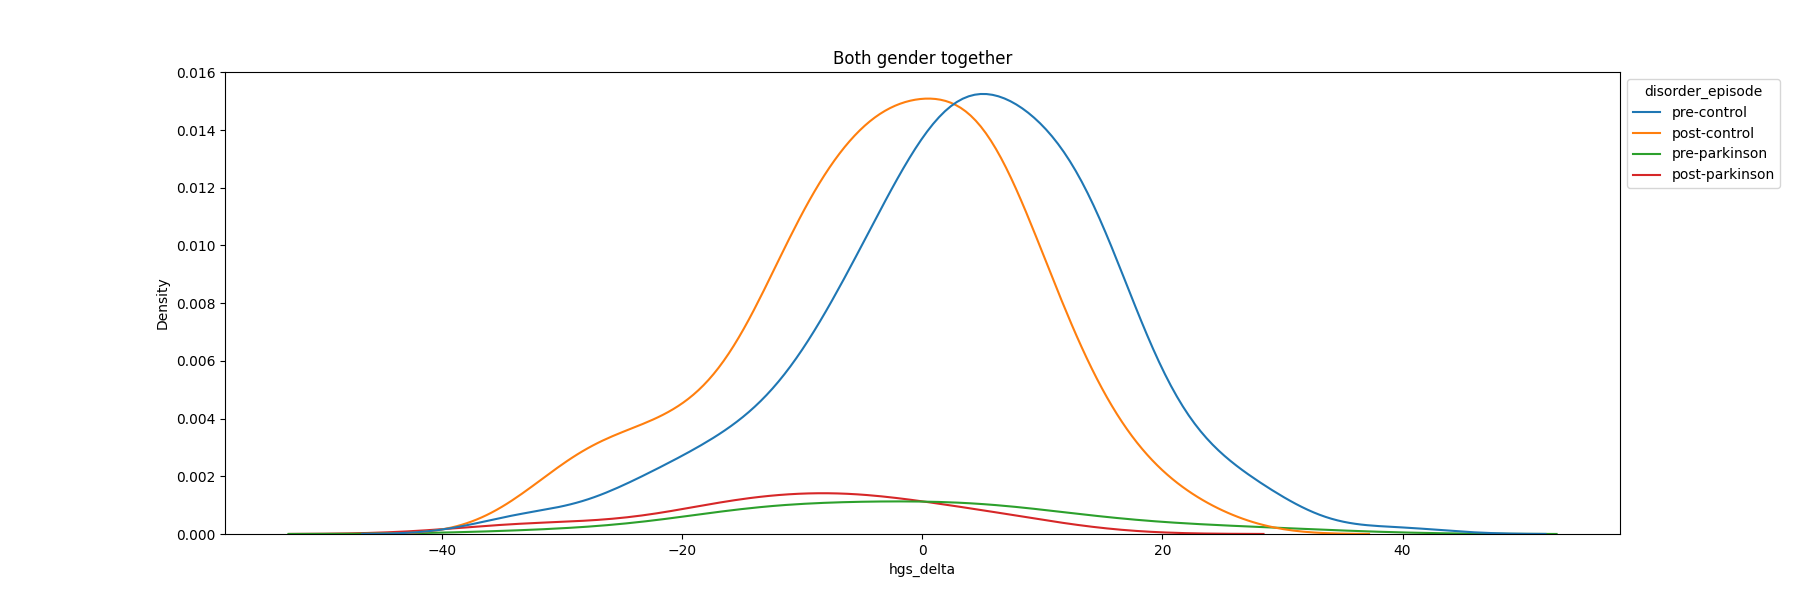 Both gender together
0.016
0.014
0.012
0.010
0.008
0.006
0.004
0.002
0.000
Density
−40
−20
0
20
40
hgs_delta
disorder_episode
pre-control
post-control
pre-parkinson
post-parkinson